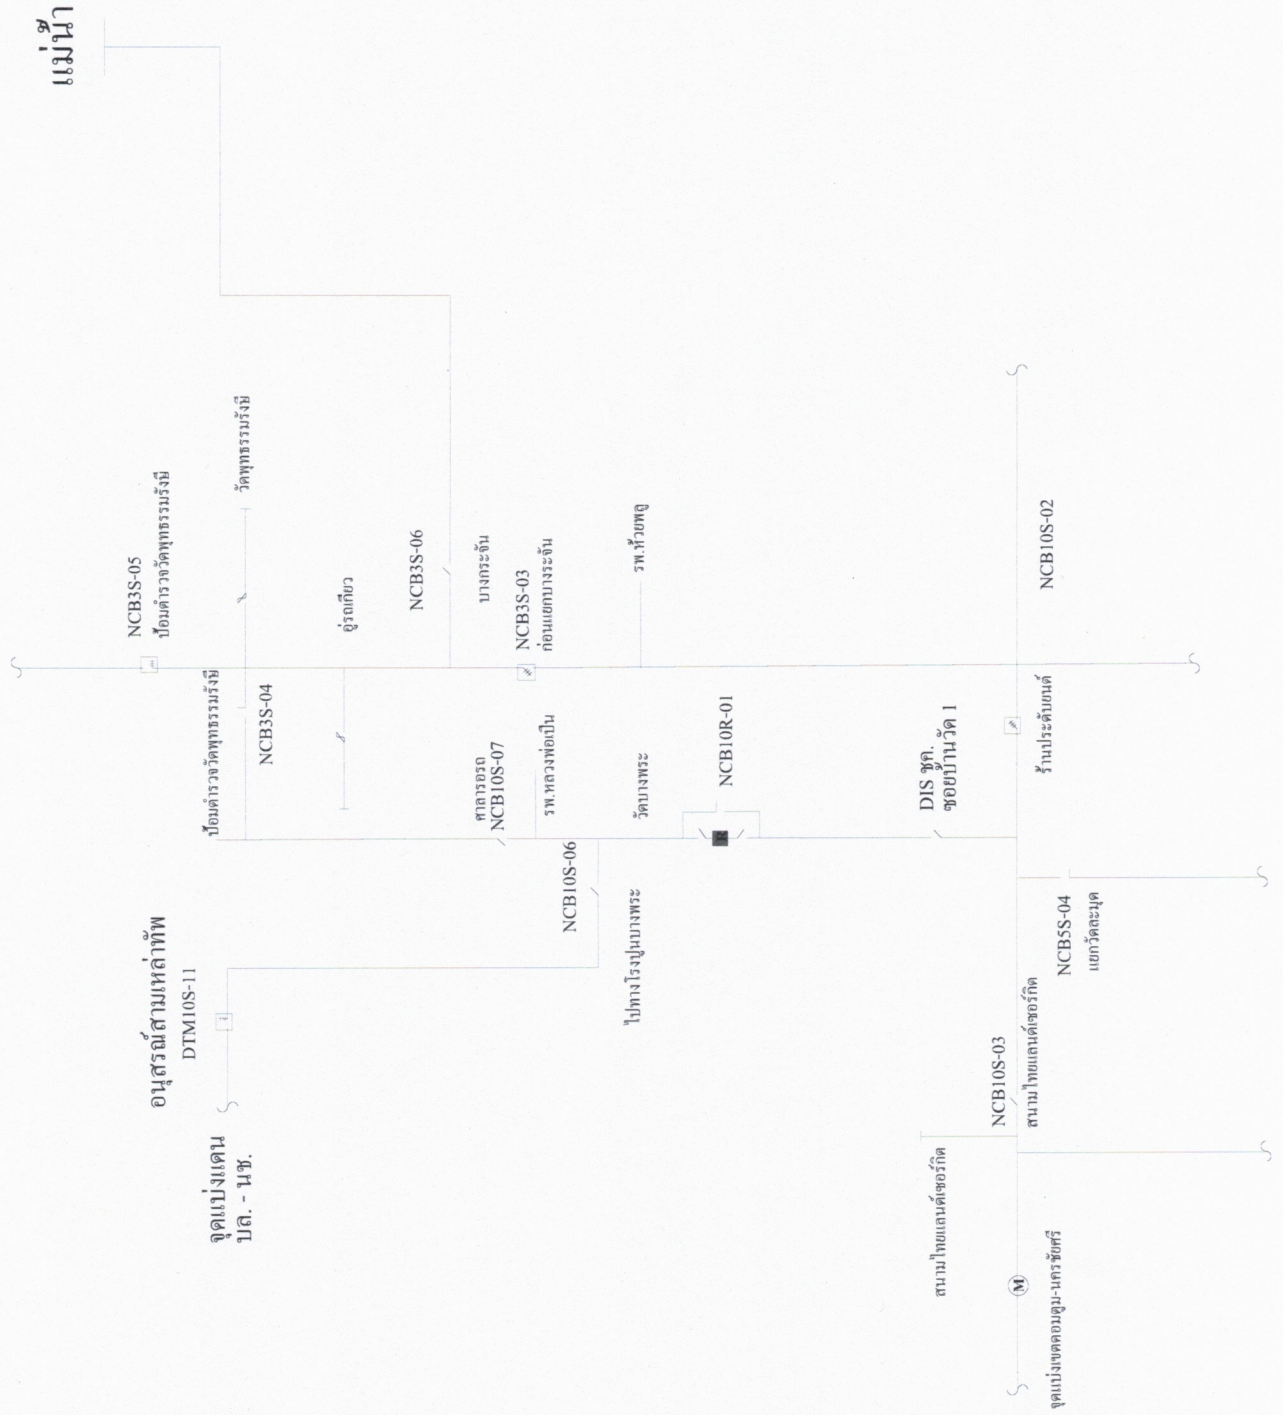 แม่น้ำ
NCB3S-05
ป้อมตำรวจวัดพุทธธรรมรังษี
วัดพุทธธรรมรังษี
ป้อมตำรวจวัดพุทธธรรมรังษี
NCB3S-04
อู่รถเกียว
NCB3S-06
บางกระจัน
NCB3S-03
ก่อนแยกบางระจัน
รพ.ห้วยพลู
ศาลารอรถ
NCB10S-07
รพ.หลวงพ่อเปิ่น
NCB10S-06
วัดบางพระ
NCB10R-01
R
อนุสรณ์สามเหล่าทัพ
DTM10S-11
จุดแบ่งแดน
บล. - นช.
ไปทางโรงปูนบางพระ
DIS ชค.
ซอยบ้านวัด 1
ร้านประดับยนต์
NCB10S-02
NCB5S-04
แยกวัดละมุด
NCB10S-03
สนามไทยแลนด์เซอร์กิต
สนามไทยแลนด์เซอร์กิต
M
จุดแบ่งเขตดอนตูม-นครชัยศรี